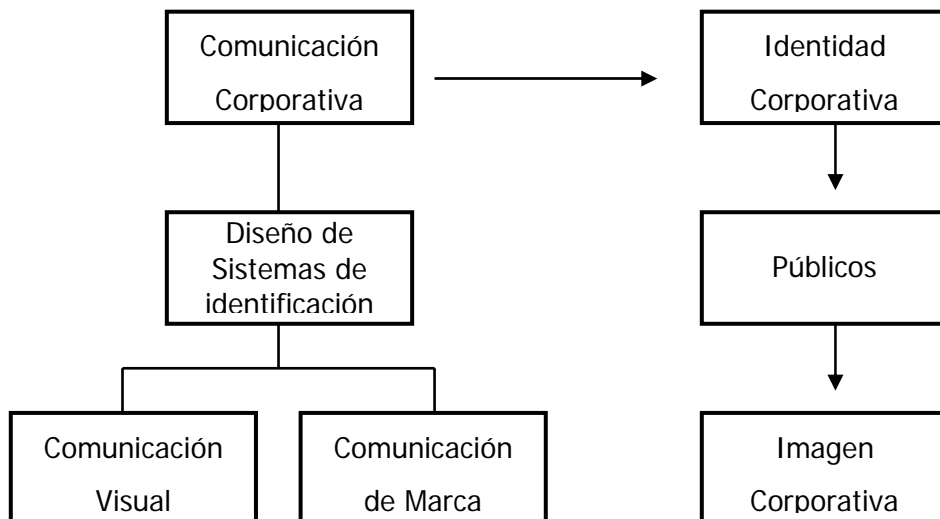 Comunicación
Corporativa
Identidad
Corporativa
Diseño de
Sistemas de
identificación
Públicos
Comunicación
Visual
Comunicación
de Marca
Imagen
Corporativa